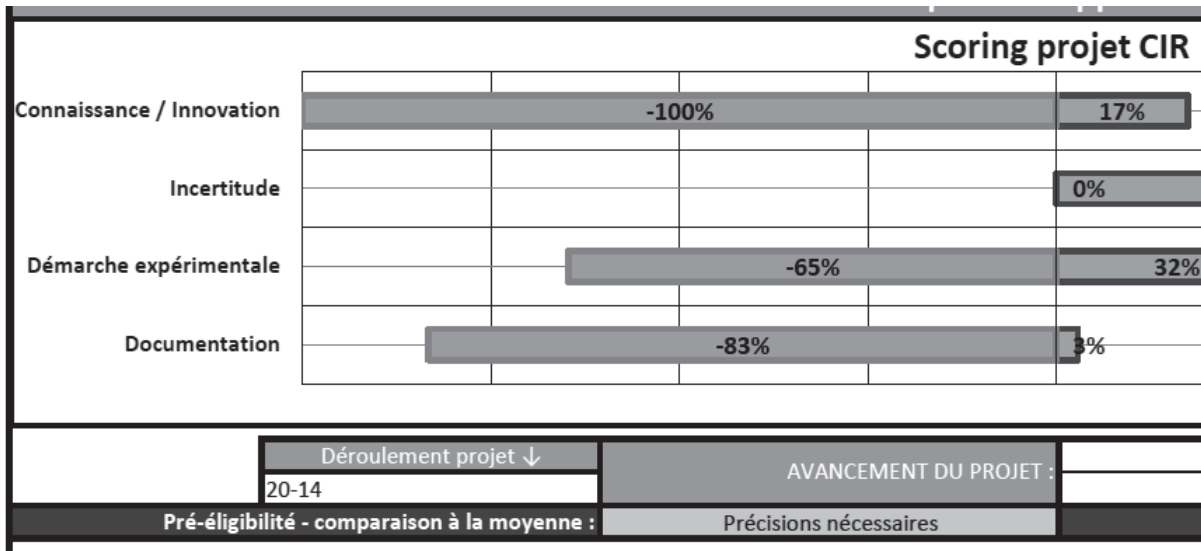 Scoring projet CIR
Connaissance / Innovation
-100%
17%
Incertitude
0%
Démarche expérimentale
-65%
32%
Documentation
-83%
3%
Déroulement projet ↓
AVANCEMENT DU PROJET :
20-14
Pré-éligibilité - comparaison à la moyenne :
Précisions nécessaires